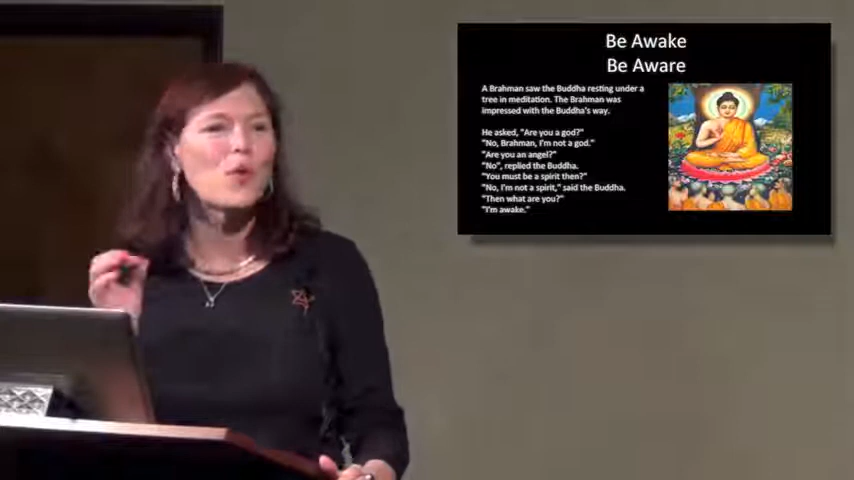 Be Awake
Be Aware
A Brahman saw the Buddha resting under a
tree in meditation. The Brahman was
impressed with the Buddha's way.
He asked, "Are you a god?"
"No, Brahman, I'm not a god."
"Are you an angel?"
"No", replied the Buddha.
"You must be a spirit then?"
"No, I'm not a spirit," said the Buddha.
"Then what are you?"
"I'm awake."